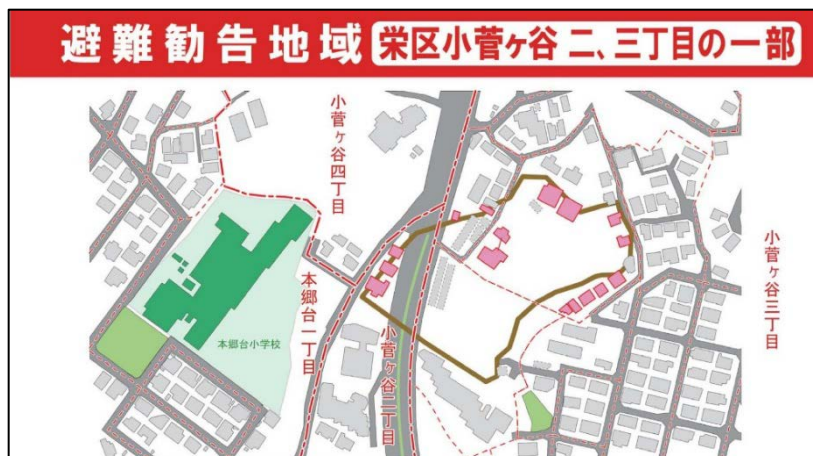 避難勧告地域 栄区小菅ヶ谷 二、三丁目の一部
小菅ヶ谷四丁目
小菅ヶ谷三丁目
本郷台一丁目
小菅ヶ谷二丁目
本郷台小学校